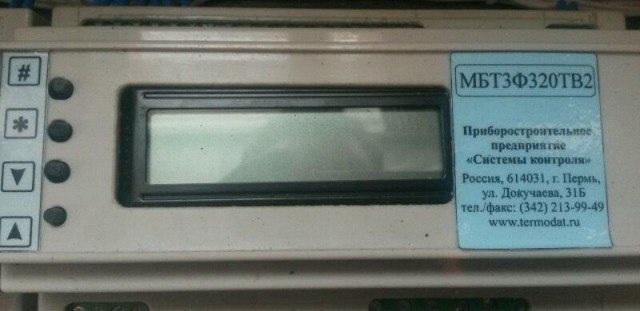 #
*
МБТ3Ф320ТВ2
Приборостроительное
предприятие
«Системы контроля»
Россия, 614031, г. Пермь,
ул. Докучаева, 31Б
тел./факс: (342) 213-99-49
www.termodat.ru